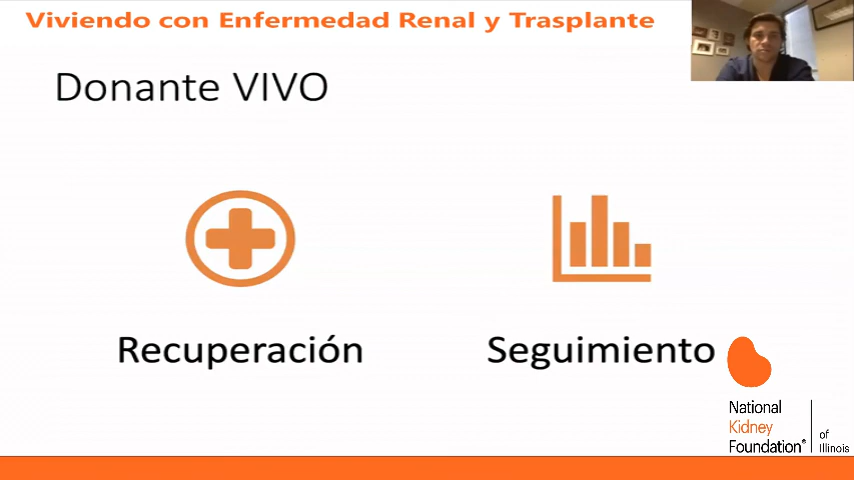 Viviendo con Enfermedad Renal y Trasplante
Donante VIVO
Recuperación
Seguimiento
National
Kidney
Foundation®
of
Illinois